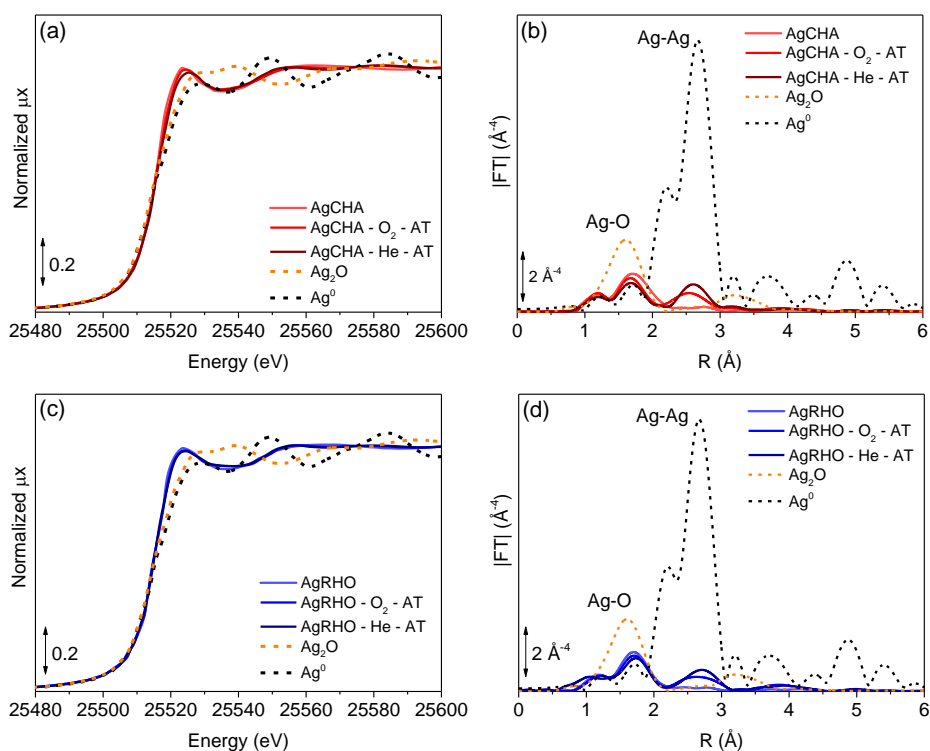 (a)
Normalized µx
0.2
AgCHA
AgCHA - O₂ - AT
AgCHA - He - AT
Ag₂O
Ag⁰
25480 25500 25520 25540 25560 25580 25600
Energy (eV)
(b)
|FT| (Å⁻⁴)
Ag-Ag
Ag-O
2 Å⁻⁴
AgCHA
AgCHA - O₂ - AT
AgCHA - He - AT
Ag₂O
Ag⁰
0 1 2 3 4 5 6
R (Å)
(c)
Normalized µx
0.2
AgRHO
AgRHO - O₂ - AT
AgRHO - He - AT
Ag₂O
Ag⁰
25480 25500 25520 25540 25560 25580 25600
Energy (eV)
(d)
|FT| (Å⁻⁴)
Ag-Ag
Ag-O
2 Å⁻⁴
AgRHO
AgRHO - O₂ - AT
AgRHO - He - AT
Ag₂O
Ag⁰
0 1 2 3 4 5 6
R (Å)